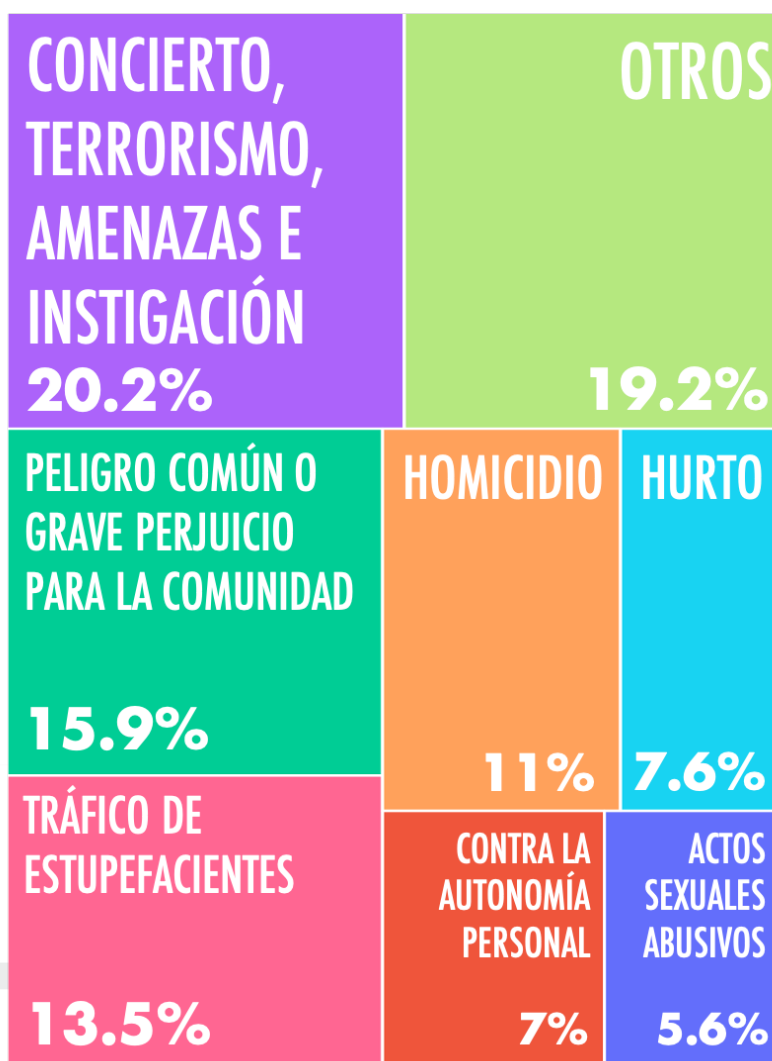 CONCIERTO,
TERRORISMO,
AMENAZAS E
INSTIGACIÓN
20.2%
OTROS
19.2%
PELIGRO COMÚN O
GRAVE PERJUICIO
PARA LA COMUNIDAD
15.9%
HOMICIDIO
11%
HURTO
7.6%
TRÁFICO DE
ESTUPEFACIENTES
13.5%
CONTRA LA
AUTONOMÍA
PERSONAL
7%
ACTOS
SEXUALES
ABUSIVOS
5.6%